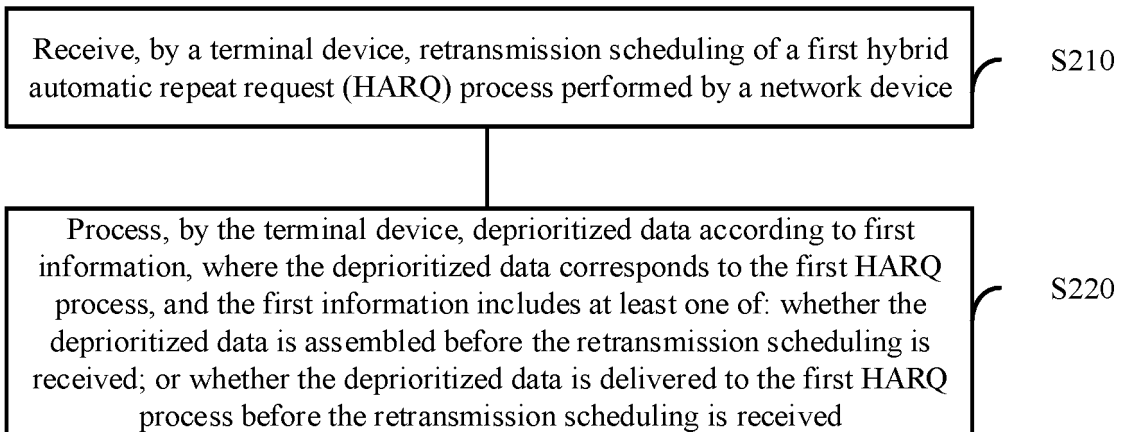 Receive, by a terminal device, retransmission scheduling of a first hybrid
automatic repeat request (HARQ) process performed by a network device
S210
Process, by the terminal device, deprioritized data according to first
information, where the deprioritized data corresponds to the first HARQ
process, and the first information includes at least one of: whether the
deprioritized data is assembled before the retransmission scheduling is
received; or whether the deprioritized data is delivered to the first HARQ
process before the retransmission scheduling is received
S220